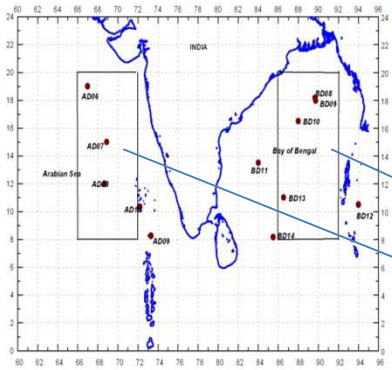 60 62 64 66 68 70 72 74 76 78 80 82 84 86 88 90 92 94 96
24 24
22 INDIA 22
20 20
AD06 BD08
18 BD09 18
16 BD10 16
14 AD07 Bay of Bengal 14
Arabian Sea BD11
12 AD08 12
BD13
10 AD10 BD12 10
8 AD09 BD14 8
6 6
4 4
2 2
0 0
60 62 64 66 68 70 72 74 76 78 80 82 84 86 88 90 92 94 96